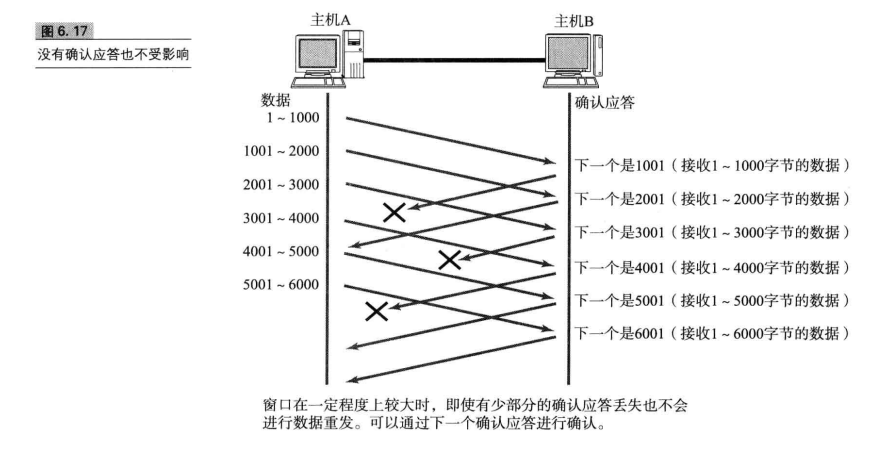 图 6. 17
没有确认应答也不受影响
主机A
主机B
数据
确认应答
1 ~ 1000
1001 ~ 2000
2001 ~ 3000
3001 ~ 4000
4001 ~ 5000
5001 ~ 6000
下一个是1001（接收1 ~ 1000字节的数据）
下一个是2001（接收1 ~ 2000字节的数据）
下一个是3001（接收1 ~ 3000字节的数据）
下一个是4001（接收1 ~ 4000字节的数据）
下一个是5001（接收1 ~ 5000字节的数据）
下一个是6001（接收1 ~ 6000字节的数据）
窗口在一定程度上较大时，即使有少部分的确认应答丢失也不会
进行数据重发。可以通过下一个确认应答进行确认。